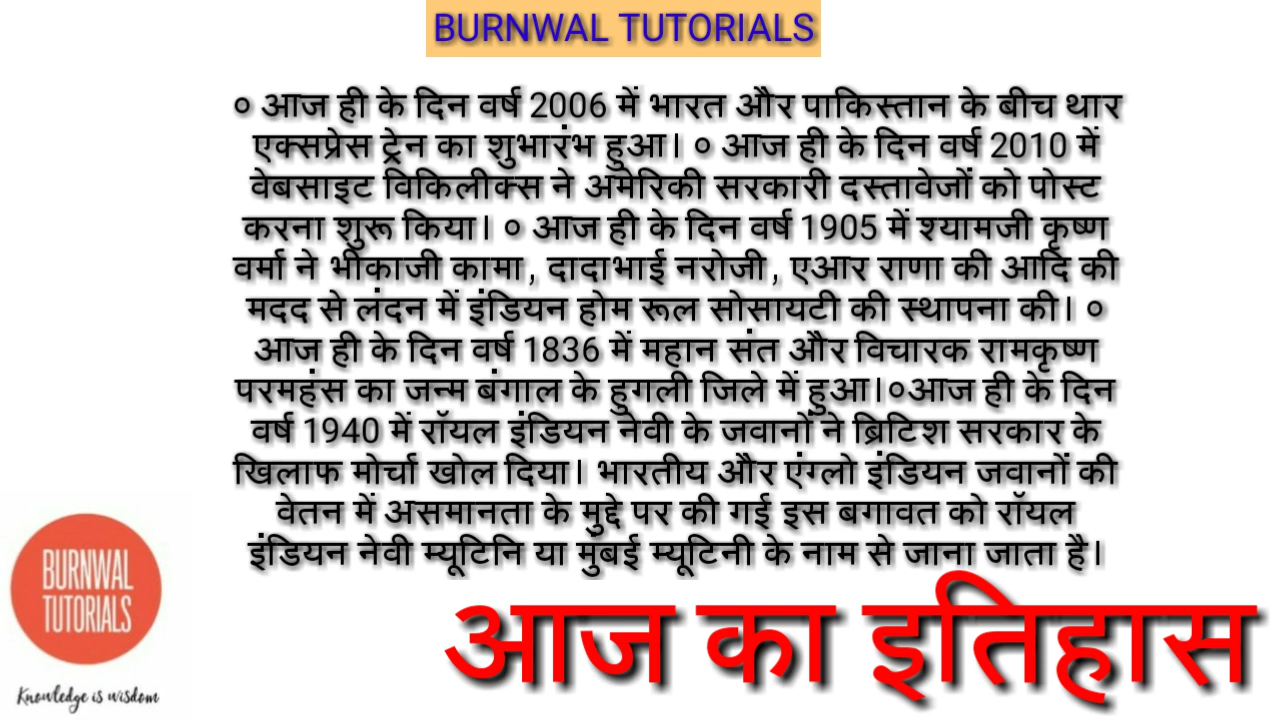 BURNWAL TUTORIALS
० आज ही के दिन वर्ष 2006 में भारत और पाकिस्तान के बीच थार
एक्सप्रेस ट्रेन का शुभारंभ हुआ। ० आज ही के दिन वर्ष 2010 में
वेबसाइट विकिलीक्स ने अमेरिकी सरकारी दस्तावेजों को पोस्ट
करना शुरू किया। ० आज ही के दिन वर्ष 1905 में श्यामजी कृष्ण
वर्मा ने भीकाजी कामा, दादाभाई नरोजी, एआर राणा की आदि की
मदद से लंदन में इंडियन होम रूल सोसायटी की स्थापना की। ०
आज ही के दिन वर्ष 1836 में महान संत और विचारक रामकृष्ण
परमहंस का जन्म बंगाल के हुगली जिले में हुआ।०आज ही के दिन
वर्ष 1940 में रॉयल इंडियन नेवी के जवानों ने ब्रिटिश सरकार के
खिलाफ मोर्चा खोल दिया। भारतीय और एंग्लो इंडियन जवानों की
वेतन में असमानता के मुद्दे पर की गई इस बगावत को रॉयल
इंडियन नेवी म्यूटिनि या मुंबई म्यूटिनी के नाम से जाना जाता है।
BURNWAL
TUTORIALS
Knowledge is wisdom
आज का इतिहास